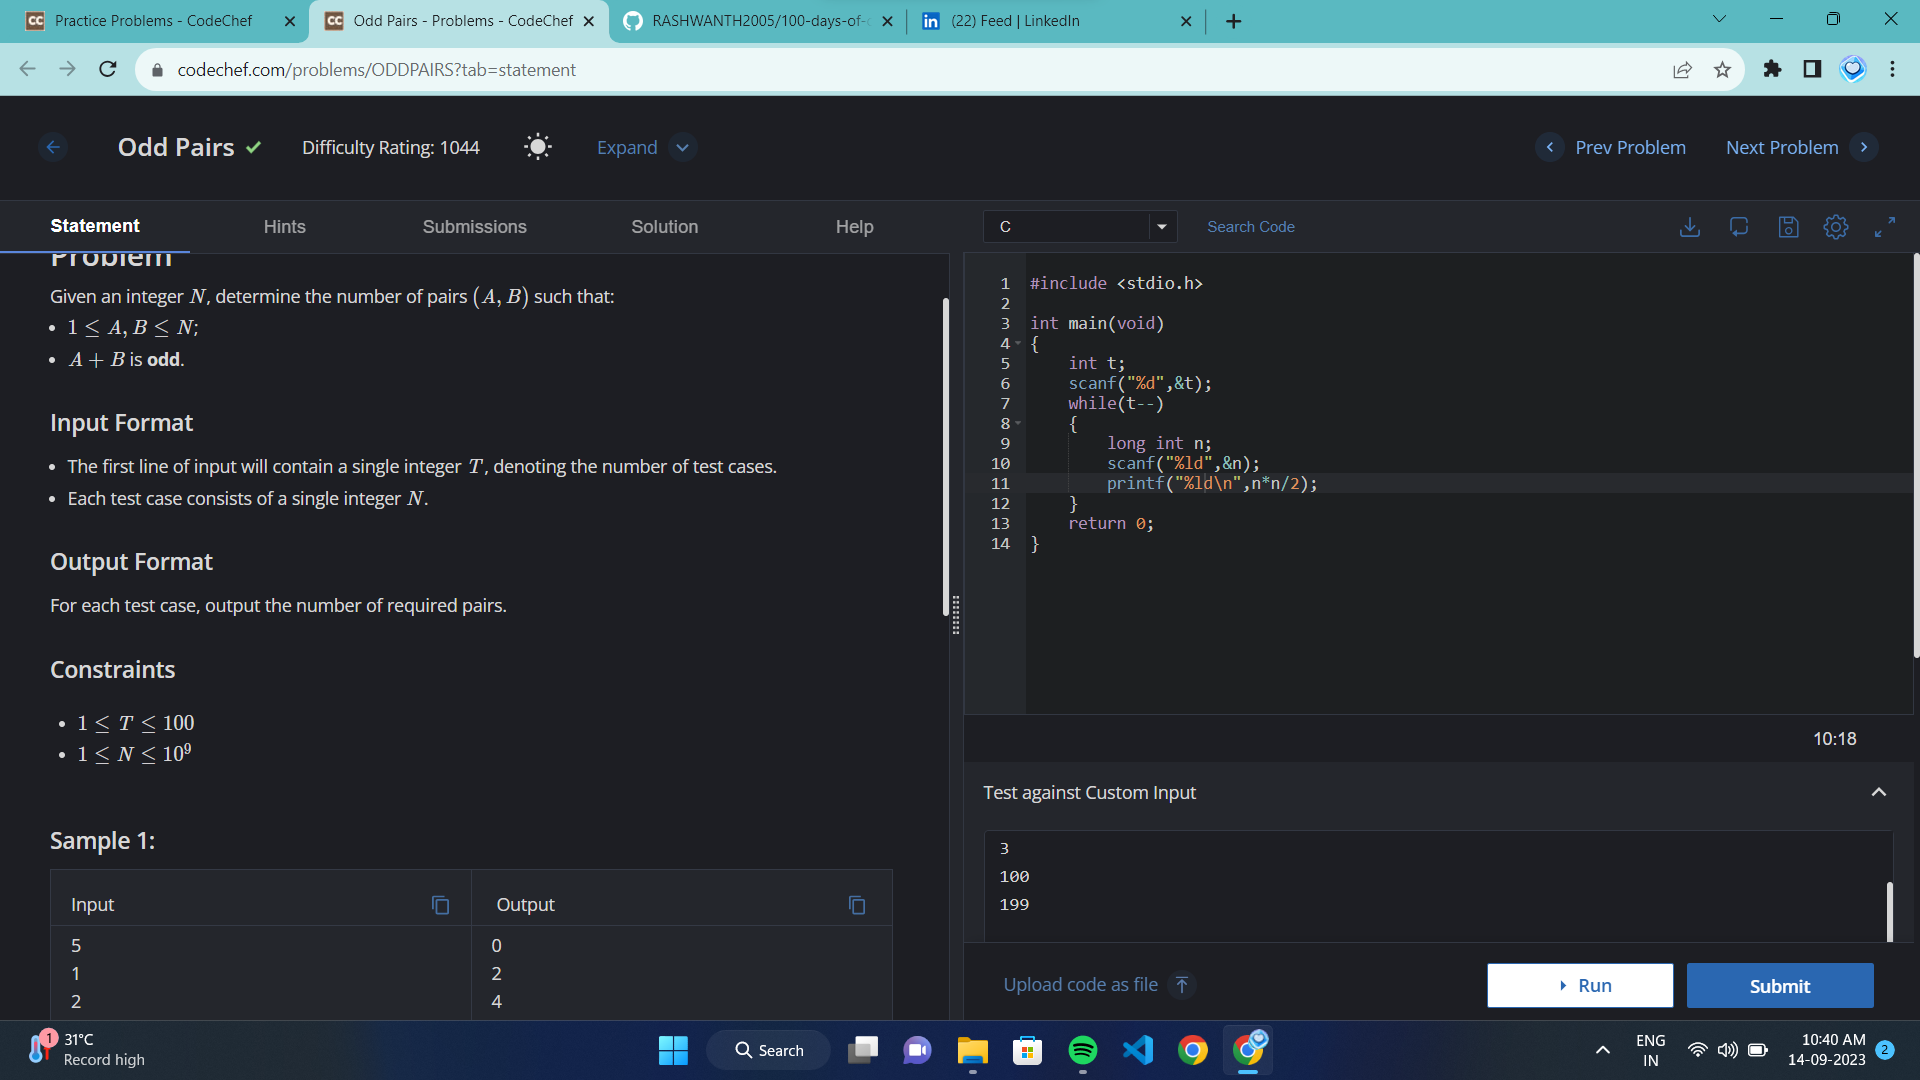 Practice Problems - CodeChef
Odd Pairs - Problems - CodeChef
RASHWANTH2005/100-days-of-c
(22) Feed | LinkedIn
codechef.com/problems/ODDPAIRS?tab=statement
Odd Pairs
Difficulty Rating: 1044
Expand
Prev Problem
Next Problem
Statement
Hints
Submissions
Solution
Help
C
Search Code
Problem
Given an integer N, determine the number of pairs (A, B) such that:
• 1 ≤ A, B ≤ N;
• A + B is odd.
Input Format
• The first line of input will contain a single integer T, denoting the number of test cases.
• Each test case consists of a single integer N.
Output Format
For each test case, output the number of required pairs.
Constraints
• 1 ≤ T ≤ 100
• 1 ≤ N ≤ 10⁹
Sample 1:
Input
Output
5
0
1
2
2
4
1 #include <stdio.h>
2
3 int main(void)
4 {
5     int t;
6     scanf("%d",&t);
7     while(t--)
8     {
9         long int n;
10         scanf("%ld",&n);
11         printf("%ld\n",n*n/2);
12     }
13     return 0;
14 }
10:18
Test against Custom Input
3
100
199
Upload code as file
Run
Submit
1
31°C
Record high
Search
ENG
IN
10:40 AM
14-09-2023
2